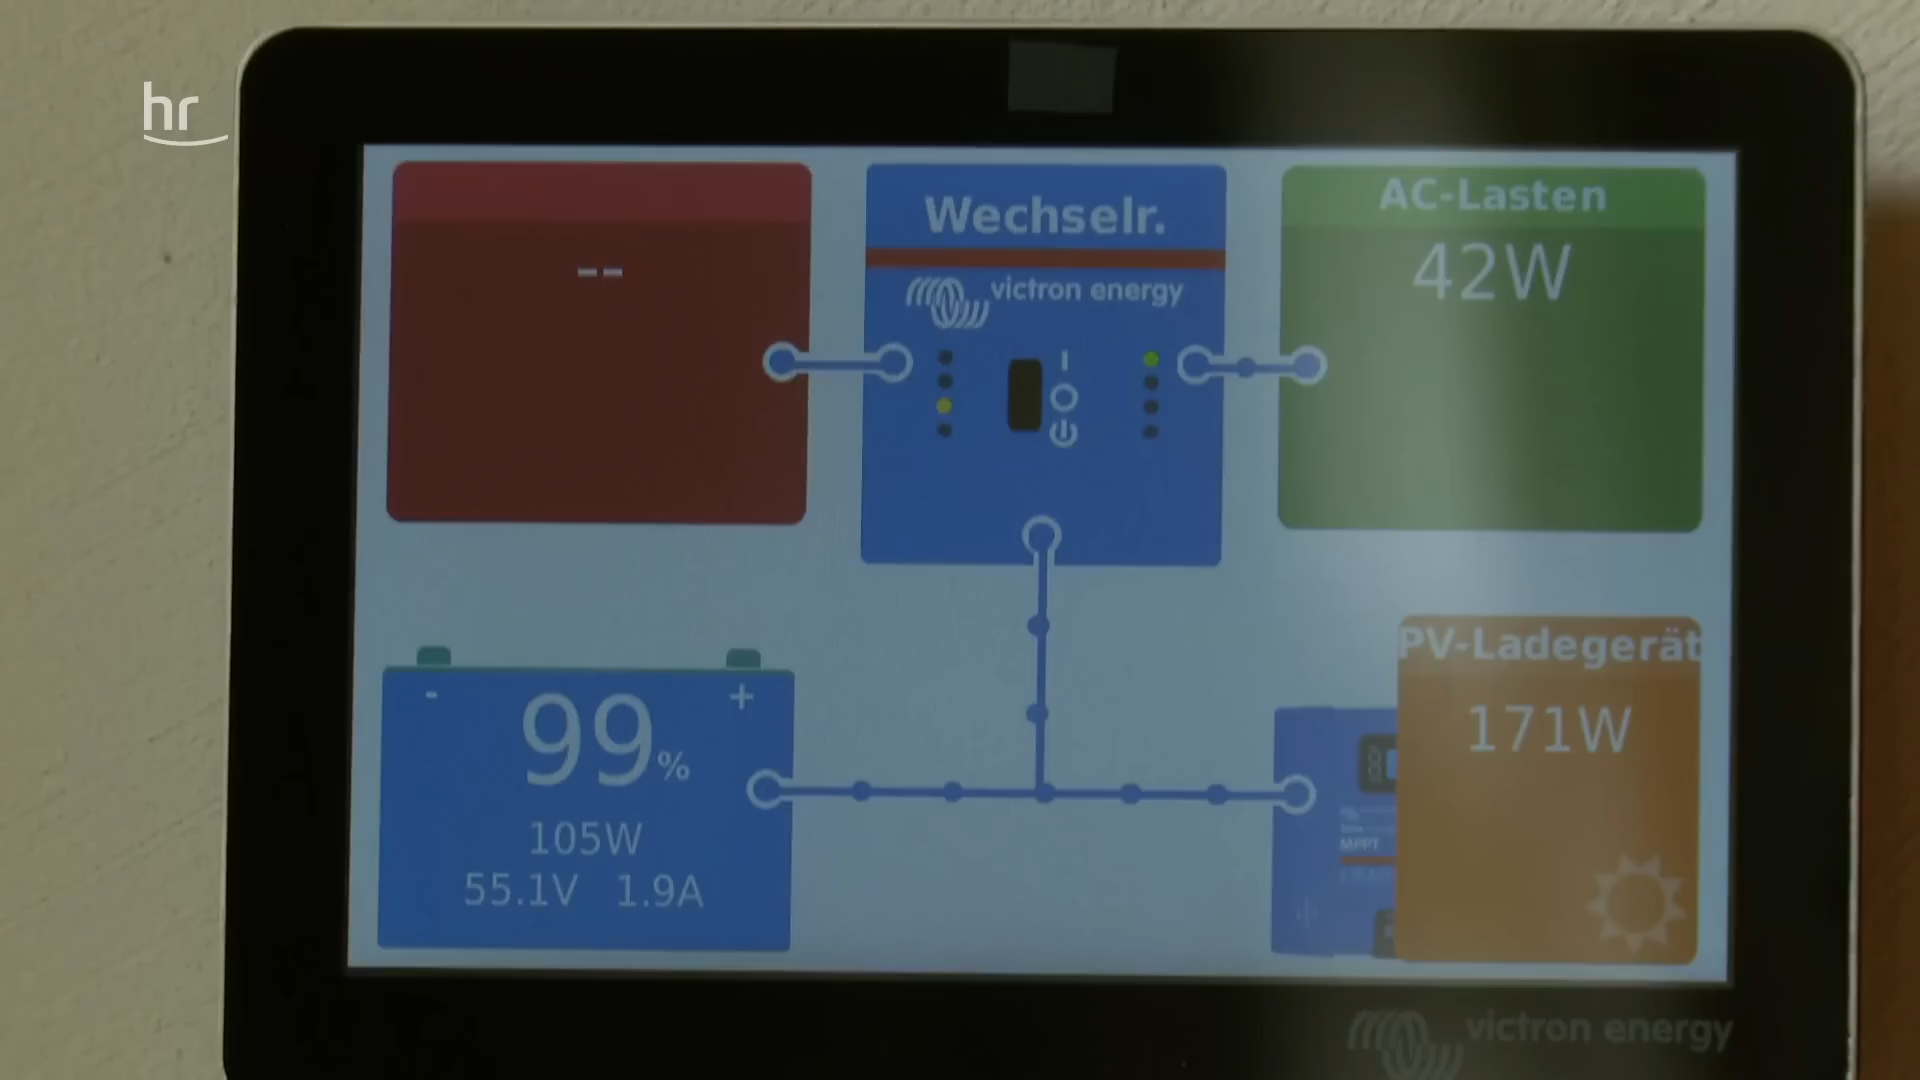 hr
--
Wechselr.
victron energy
AC-Lasten
42W
- +
99%
105W
55.1V 1.9A
PV-Ladegerät
171W
MPPT
victron energy